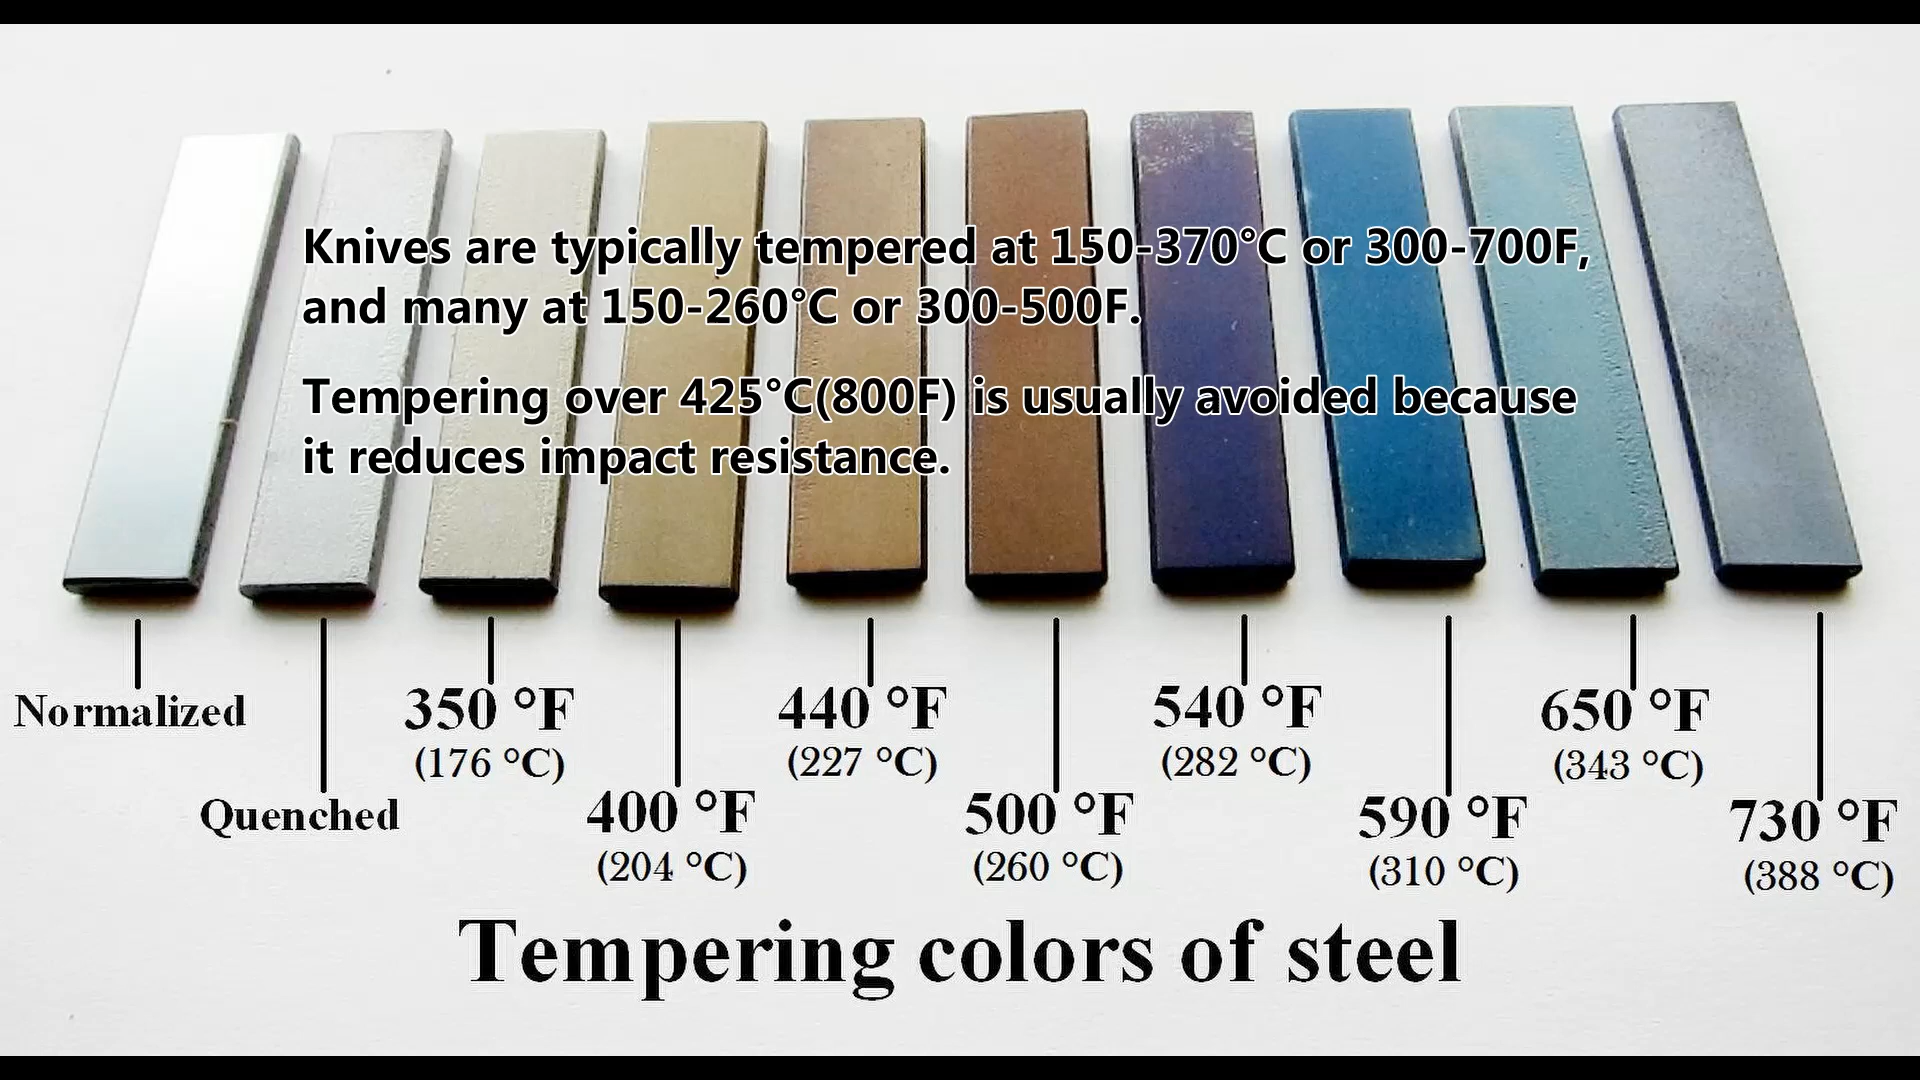 Knives are typically tempered at 150-370°C or 300-700F,
and many at 150-260°C or 300-500F.
Tempering over 425°C(800F) is usually avoided because
it reduces impact resistance.
Normalized
Quenched
350 °F
(176 °C)
400 °F
(204 °C)
440 °F
(227 °C)
500 °F
(260 °C)
540 °F
(282 °C)
590 °F
(310 °C)
650 °F
(343 °C)
730 °F
(388 °C)
Tempering colors of steel